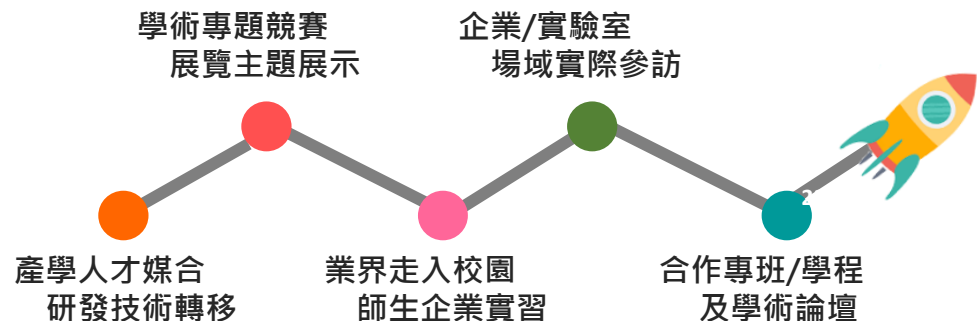 學術專題競賽
展覽主題展示
企業/實驗室
場域實際參訪
2
產學人才媒合
研發技術轉移
業界走入校園
師生企業實習
合作專班/學程
及學術論壇